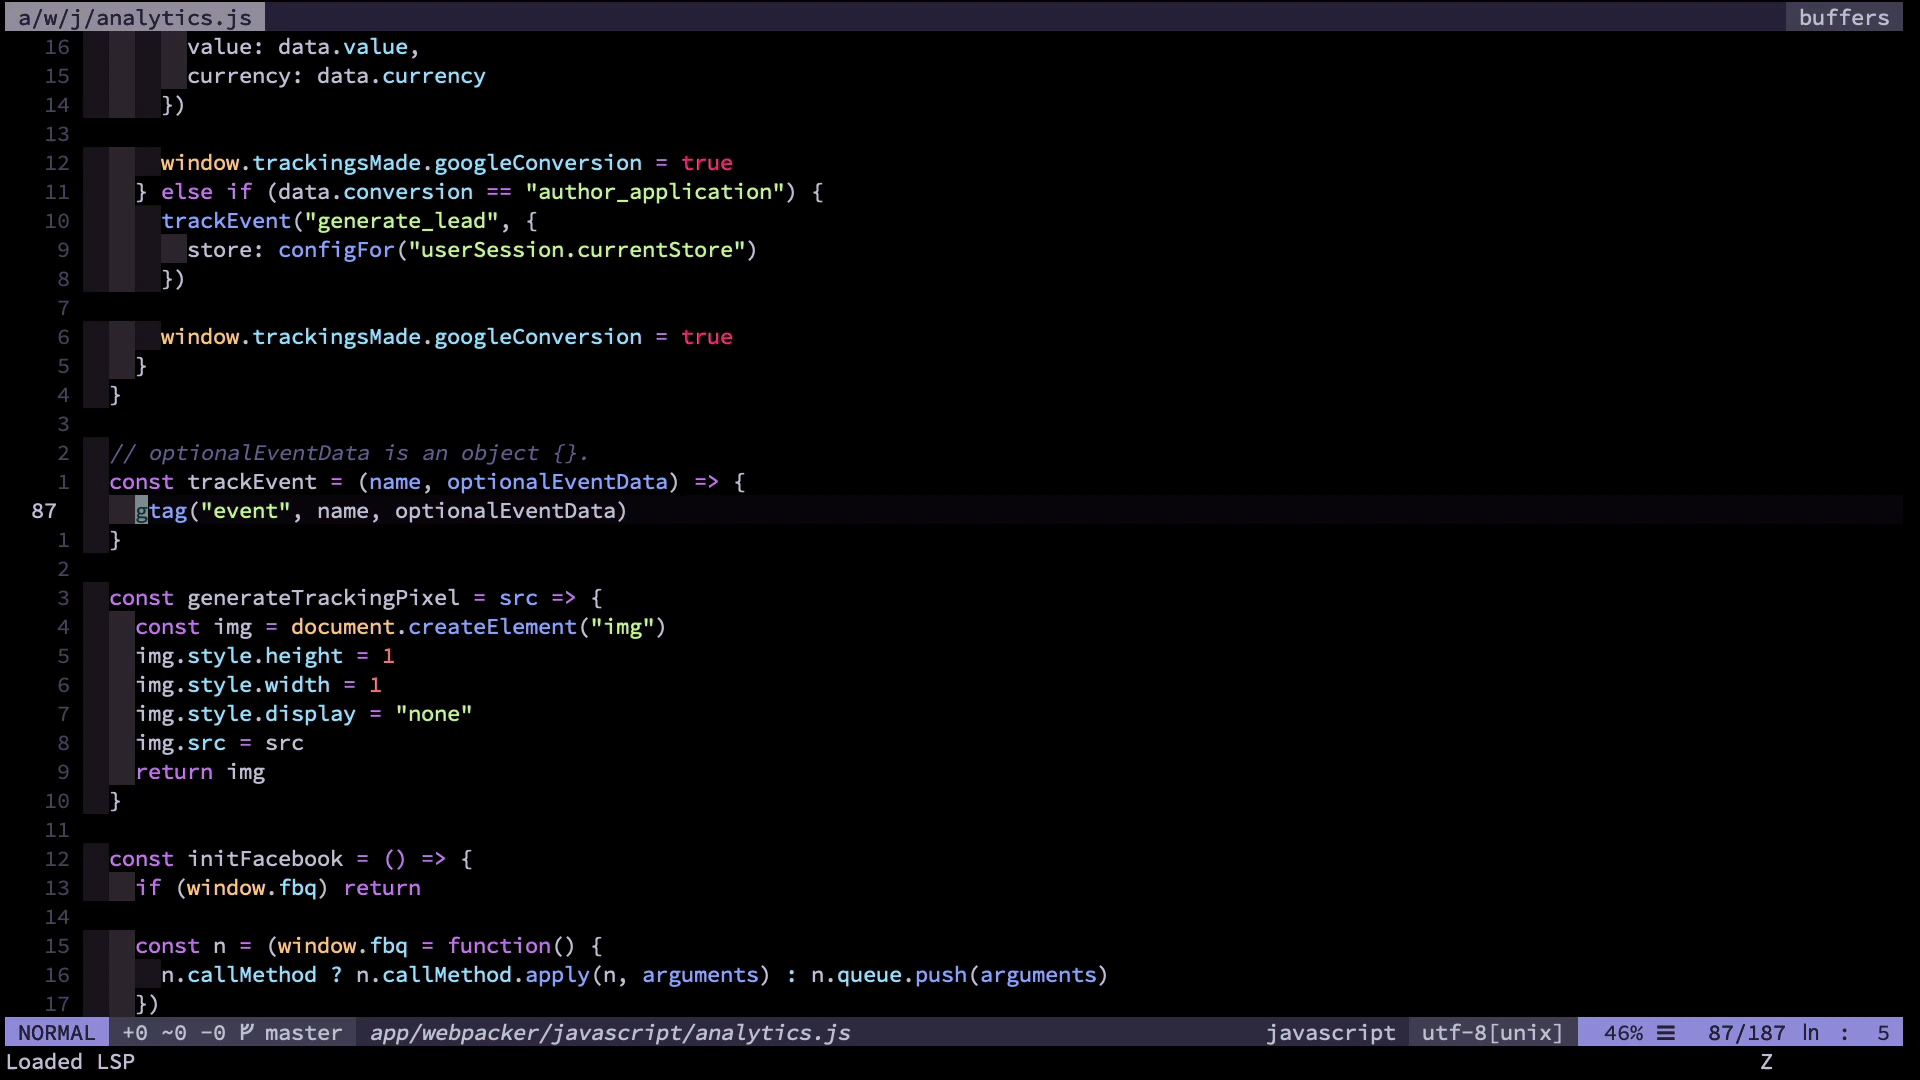 a/w/j/analytics.js buffers
16 value: data.value,
15 currency: data.currency
14 })
13
12 window.trackingsMade.googleConversion = true
11 } else if (data.conversion == "author_application") {
10 trackEvent("generate_lead", {
9 store: configFor("userSession.currentStore")
8 })
7
6 window.trackingsMade.googleConversion = true
5 }
4 }
3
2 // optionalEventData is an object {}.
1 const trackEvent = (name, optionalEventData) => {
87 gtag("event", name, optionalEventData)
1 }
2
3 const generateTrackingPixel = src => {
4 const img = document.createElement("img")
5 img.style.height = 1
6 img.style.width = 1
7 img.style.display = "none"
8 img.src = src
9 return img
10 }
11
12 const initFacebook = () => {
13 if (window.fbq) return
14
15 const n = (window.fbq = function() {
16 n.callMethod ? n.callMethod.apply(n, arguments) : n.queue.push(arguments)
17 })
NORMAL +0 ~0 -0 master app/webpacker/javascript/analytics.js javascript utf-8[unix] 46% ☰ 87/187 ln : 5
Loaded LSP Z